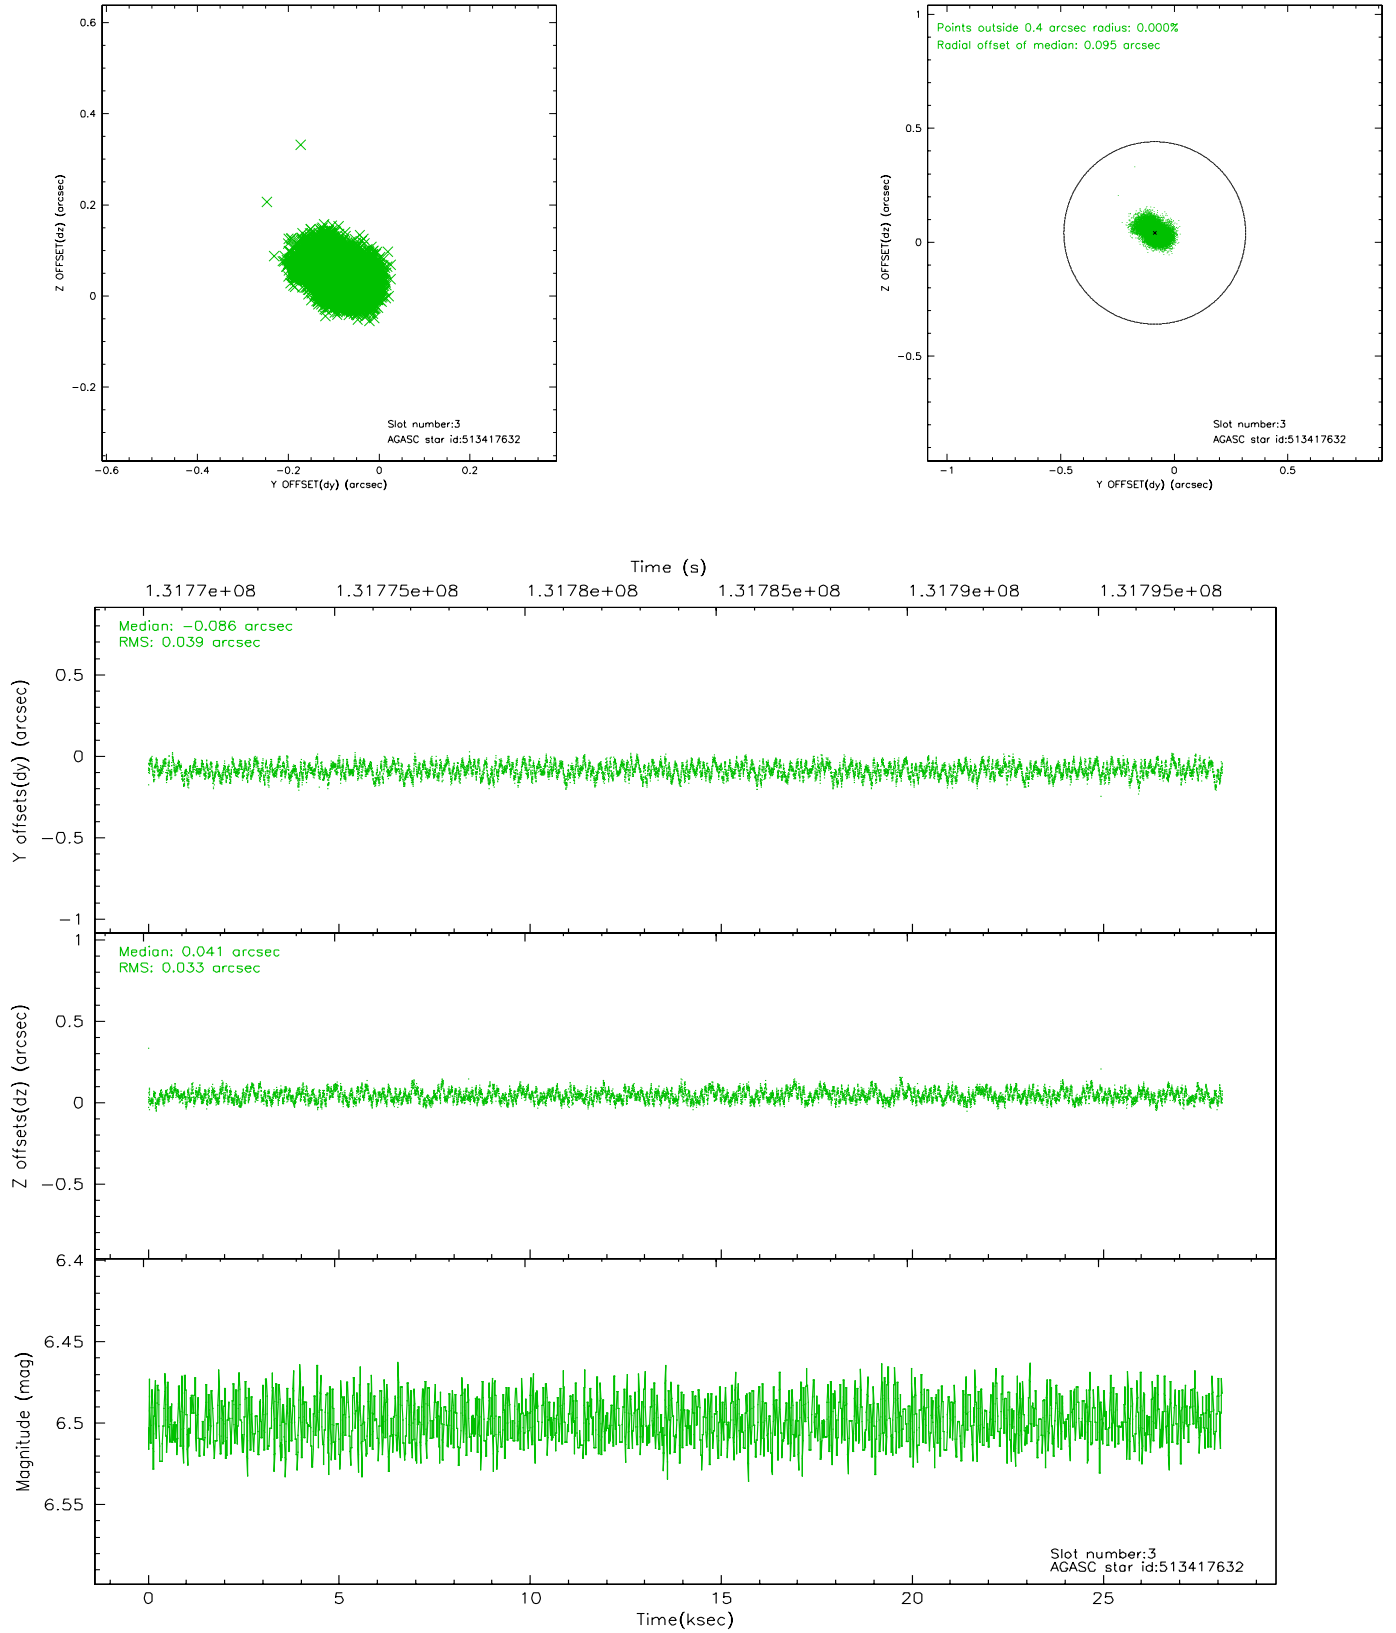 0.6
0.4
0.2
0
−0.2
Z OFFSET(dz) (arcsec)
Slot number:3
AGASC star id:513417632
−0.6 −0.4 −0.2 0 0.2
Y OFFSET(dy) (arcsec)
Points outside 0.4 arcsec radius: 0.000%
Radial offset of median: 0.095 arcsec
1
0.5
0
−0.5
Z OFFSET(dz) (arcsec)
Slot number:3
AGASC star id:513417632
−1 −0.5 0 0.5
Y OFFSET(dy) (arcsec)
Time (s)
1.3177e+08 1.31775e+08 1.3178e+08 1.31785e+08 1.3179e+08 1.31795e+08
Median: −0.086 arcsec
RMS: 0.039 arcsec
0.5
0
−0.5
−1
Y offsets(dy) (arcsec)
Median: 0.041 arcsec
RMS: 0.033 arcsec
1
0.5
0
−0.5
Z offsets(dz) (arcsec)
6.4
6.45
6.5
6.55
Magnitude (mag)
Slot number:3
AGASC star id:513417632
0 5 10 15 20 25
Time(ksec)